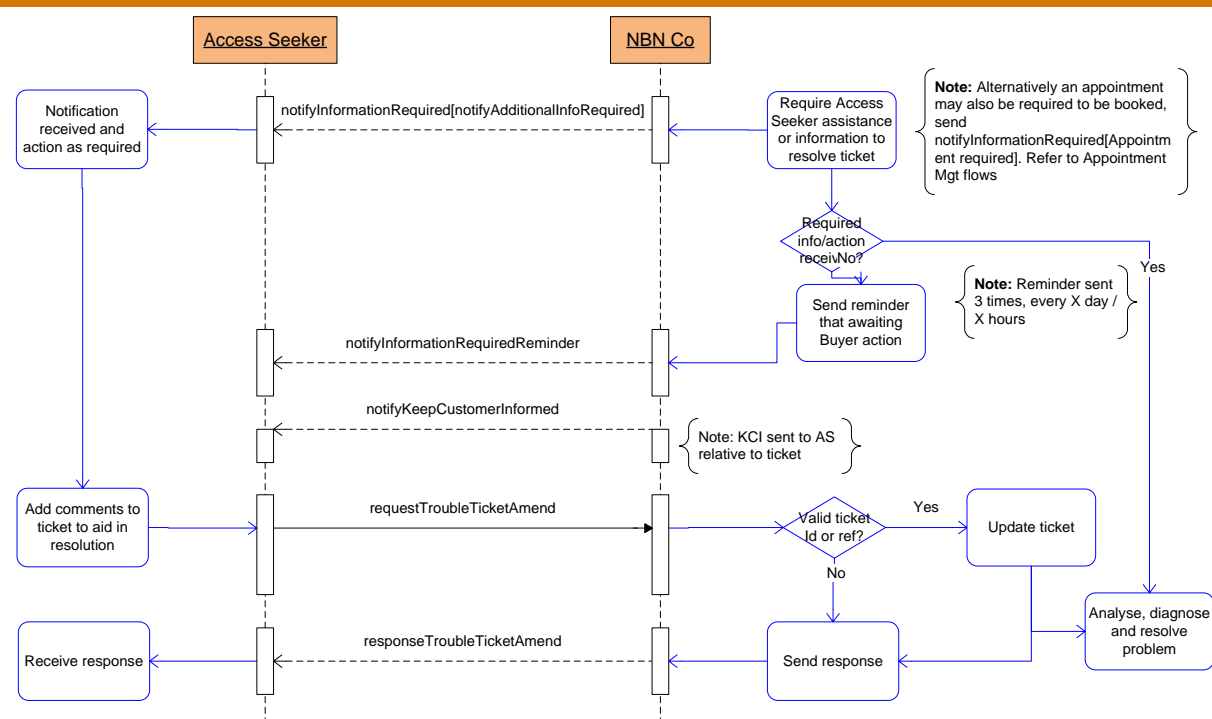 Access Seeker
NBN Co
Notification
received and
action as required
notifyInformationRequired[notifyAdditionalInfoRequired]
Require Access
Seeker assistance
or information to
resolve ticket
Note: Alternatively an appointment
may also be required to be booked,
send
notifyInformationRequired[Appointm
ent required]. Refer to Appointment
Mgt flows
Required
info/action
receivNo?
Yes
Send reminder
that awaiting
Buyer action
Note: Reminder sent
3 times, every X day /
X hours
notifyInformationRequiredReminder
notifyKeepCustomerInformed
Note: KCI sent to AS
relative to ticket
Add comments to
ticket to aid in
resolution
requestTroubleTicketAmend
Valid ticket
Id or ref?
Yes
Update ticket
No
Analyse, diagnose
and resolve
problem
Receive response
responseTroubleTicketAmend
Send response